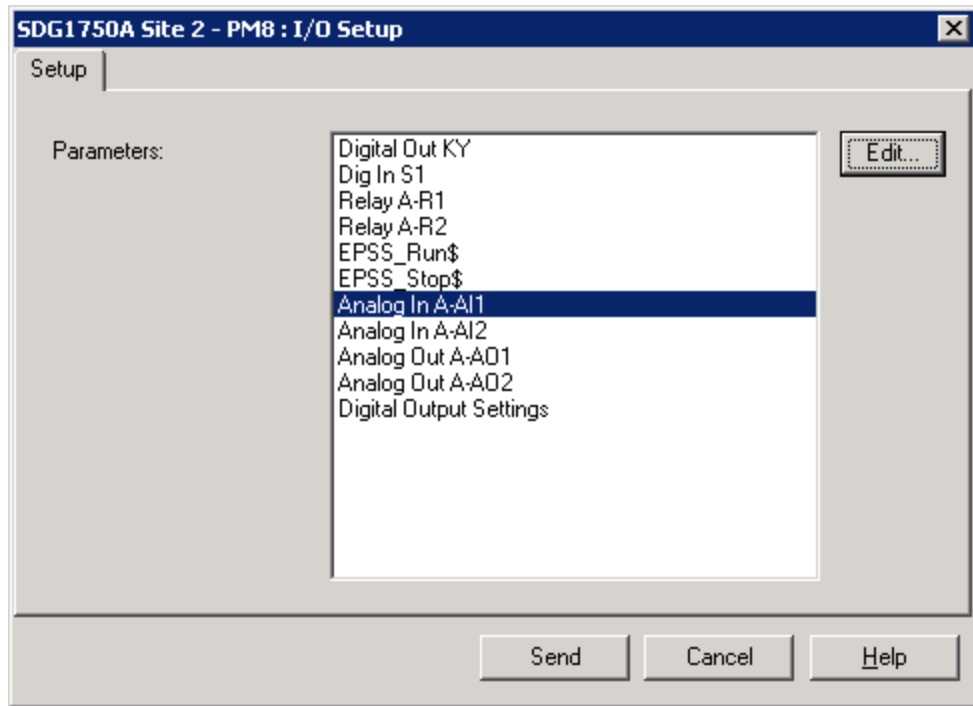 SDG1750A Site 2 - PM8 : I/O Setup
Setup
Parameters:
Digital Out KY
Dig In S1
Relay A-R1
Relay A-R2
EPSS_Run$
EPSS_Stop$
Analog In A-AI1
Analog In A-AI2
Analog Out A-AO1
Analog Out A-AO2
Digital Output Settings
Edit...
Send
Cancel
Help